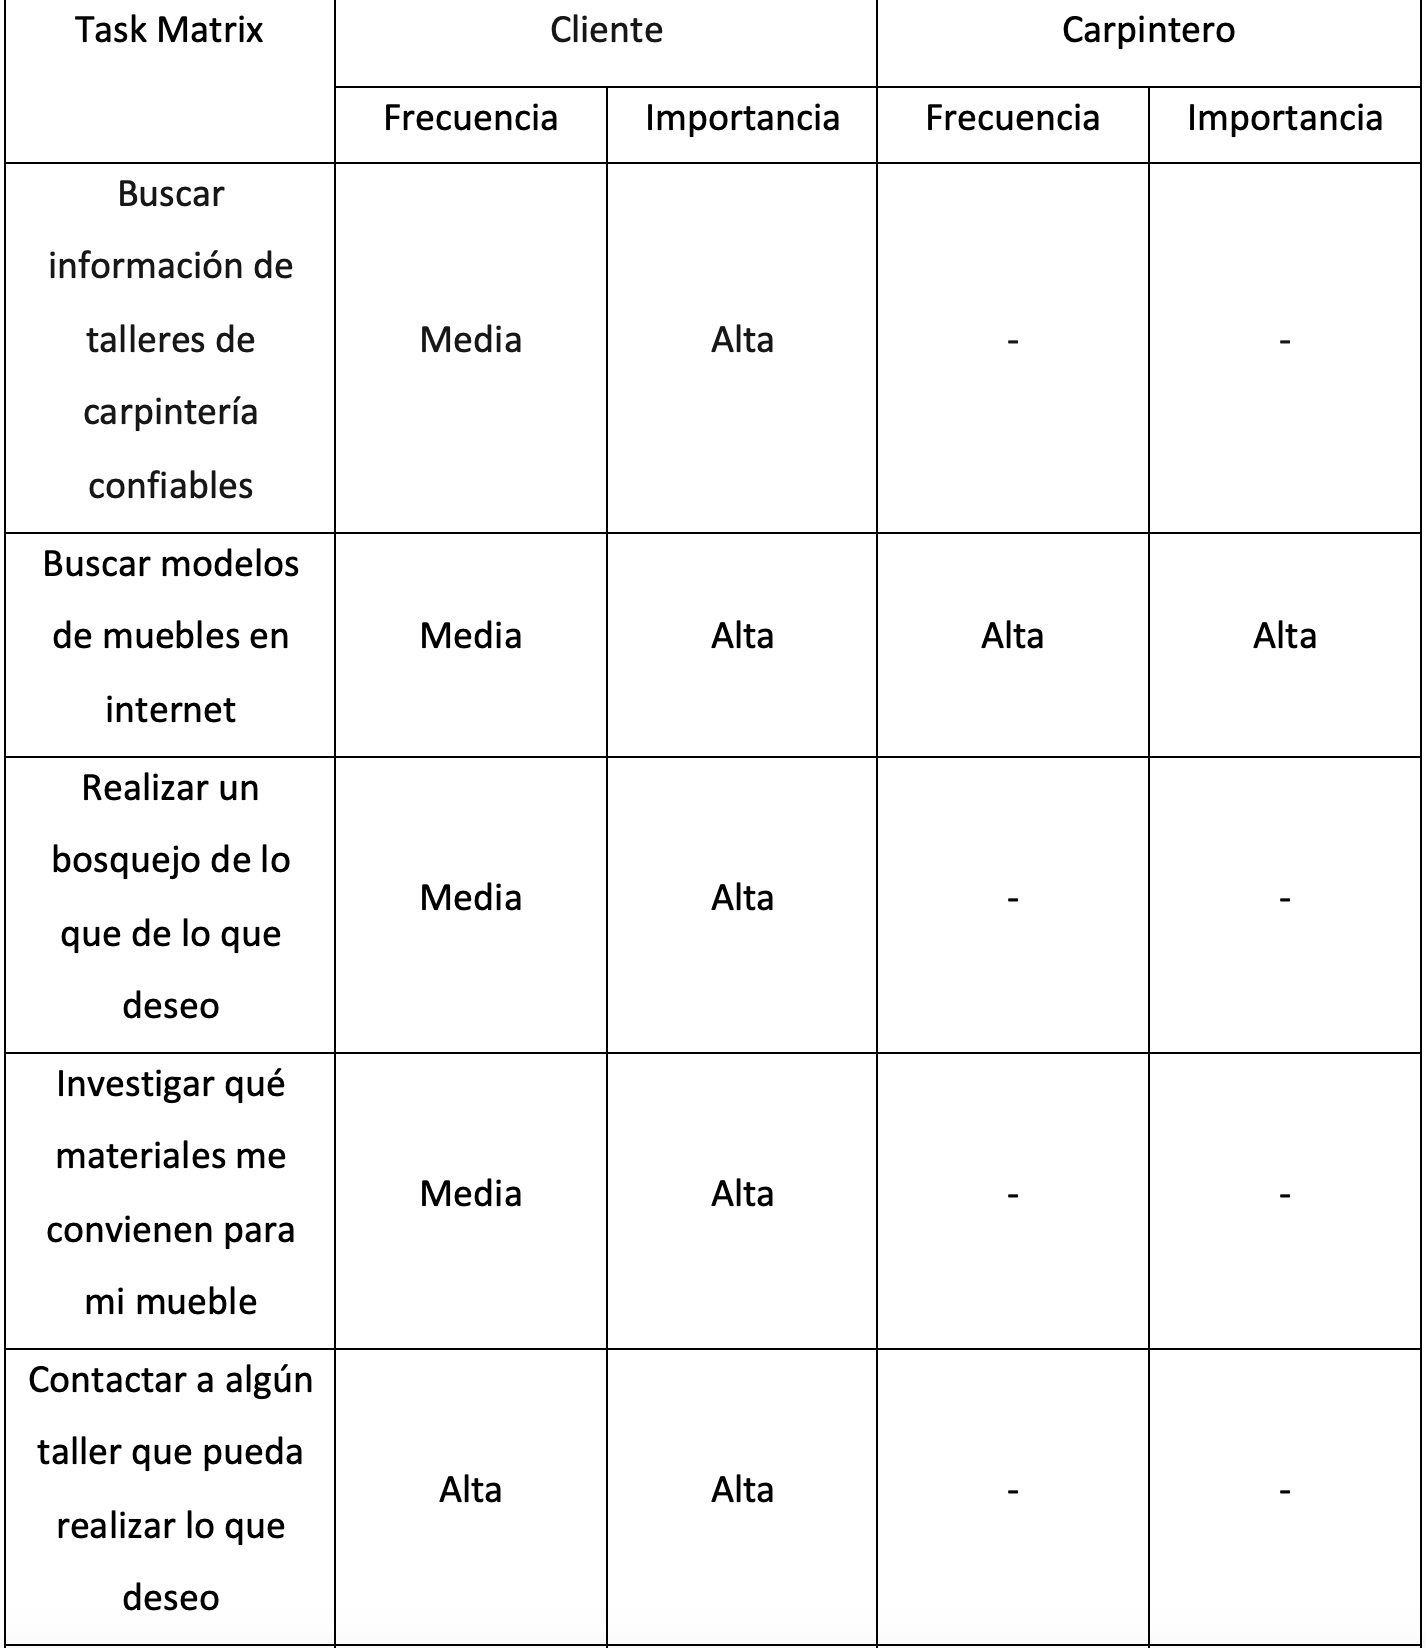 Task Matrix
Cliente
Carpintero
Frecuencia
Importancia
Frecuencia
Importancia
Buscar
información de
talleres de
carpintería
confiables
Media
Alta
-
-
Buscar modelos
de muebles en
internet
Media
Alta
Alta
Alta
Realizar un
bosquejo de lo
que de lo que
deseo
Media
Alta
-
-
Investigar qué
materiales me
convienen para
mi mueble
Media
Alta
-
-
Contactar a algún
taller que pueda
realizar lo que
deseo
Alta
Alta
-
-